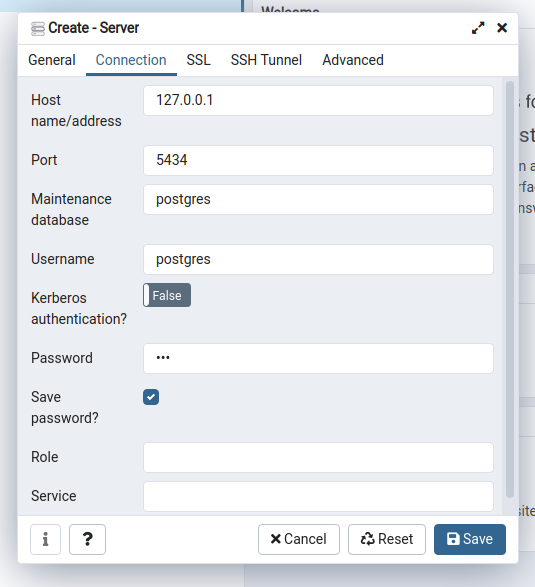 Welcome
Create - Server
General Connection SSL SSH Tunnel Advanced
Host
name/address
127.0.0.1
Port
5434
Maintenance
database
postgres
Username
postgres
Kerberos
authentication?
False
Password
•••
Save
password?
Role
Service
i ? Cancel Reset Save